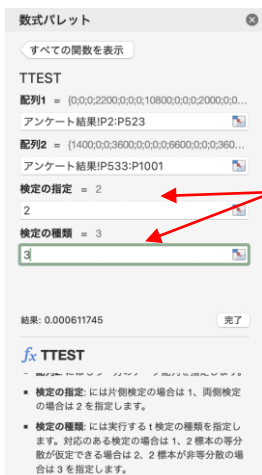 数式パレット
すべての関数を表示
TTEST
配列1 = {0;0;0;2200;0;0;0;10800;0;0;0;2000;0;0...
アンケート結果!P2:P523
配列2 = {1400;0;0;3600;0;0;0;0;6600;0;0;0;360...
アンケート結果!P533:P1001
検定の指定 = 2
2
検定の種類 = 3
3
結果: 0.000611745
完了
fx TTEST
検定の指定: には片側検定の場合は 1、両側検定
の場合は 2 を指定します。
検定の種類: には実行する t 検定の種類を指定し
ます。対応のある検定の場合は 1、2 標本の等分
散が仮定できる場合は 2、2 標本が非等分散の場
合は 3 を指定します。